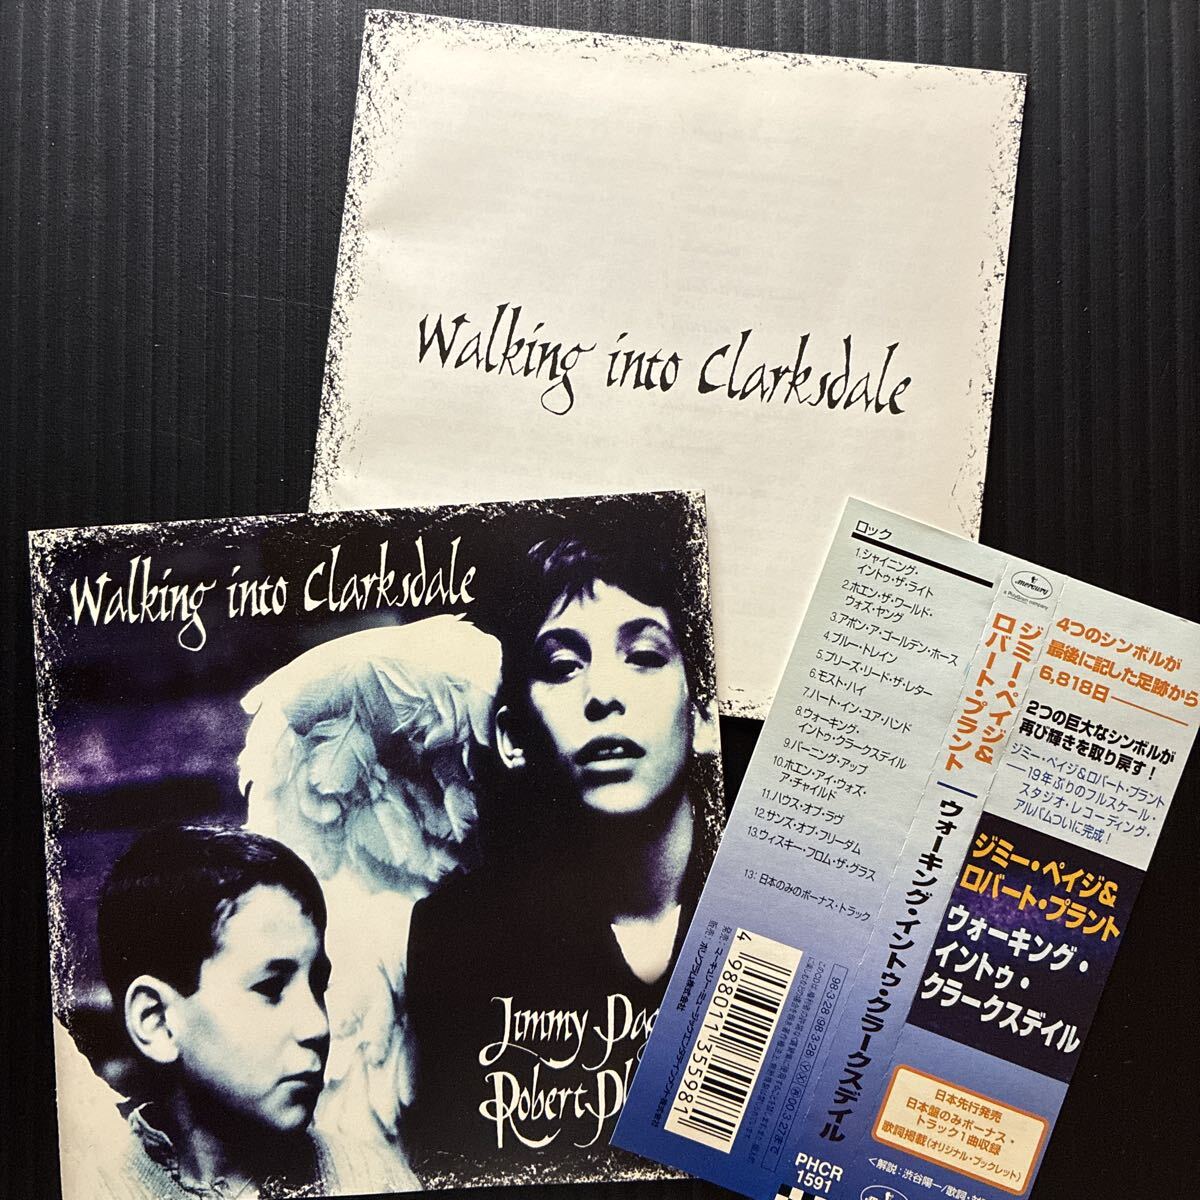 Walking into Clarksdale
Walking into Clarksdale
Jimmy Pag
Robert Pl
ロック
1.シャイニング・
イントゥ・ザ・ライト
2.ホエン・ザ・ワールド・
ウォズ・ヤング
3.アポン・ア・ゴールデン・ホース
4.ブルー・トレイン
5.プリーズ・リード・ザ・レター
6.モスト・ハイ
7.ハート・イン・ユア・ハンド
8.ウォーキング・
イントゥ・クラークスデイル
9.バーニング・アップ
10.ホエン・アイ・ウォズ・
ア・チャイルド
11.ハウス・オブ・ラヴ
12.サンズ・オブ・フリーダム
13.ウィスキー・フロム・ザ・グラス
13: 日本のみのボーナス・トラック
4 988011 355981
98·3·28
PHCR
1591
mercury
a PolyGram company
ジミー・ペイジ&
ロバート・プラント
ウォーキング・イントゥ・クラークスデイル
4つのシンボルが
最後に記した足跡から
6,818日
2つの巨大なシンボルが
再び輝きを取り戻す!
ジミー・ペイジ&ロバート・プラント
19年ぶりのフルスケール・
スタジオ・レコーディング・
アルバムついに完成!
ジミー・ペイジ&
ロバート・プラント
ウォーキング・
イントゥ・
クラークスデイル
日本先行発売
日本盤のみボーナス・
トラック1曲収録
歌詞掲載(オリジナル・ブックレット)
<解説:渋谷陽一/歌詞・